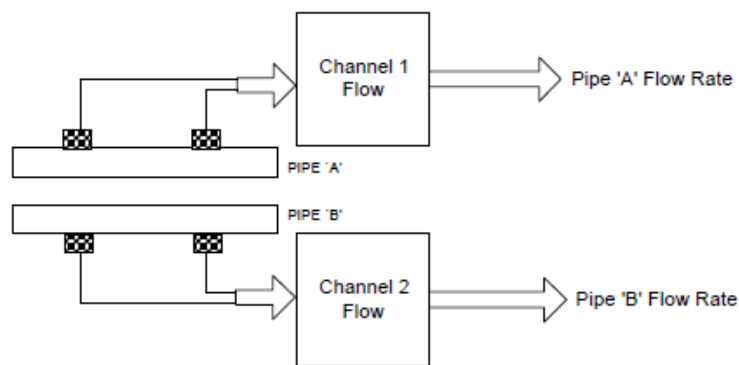 Channel 1
Flow
Pipe 'A' Flow Rate
PIPE `A'
PIPE `B'
Channel 2
Flow
Pipe 'B' Flow Rate